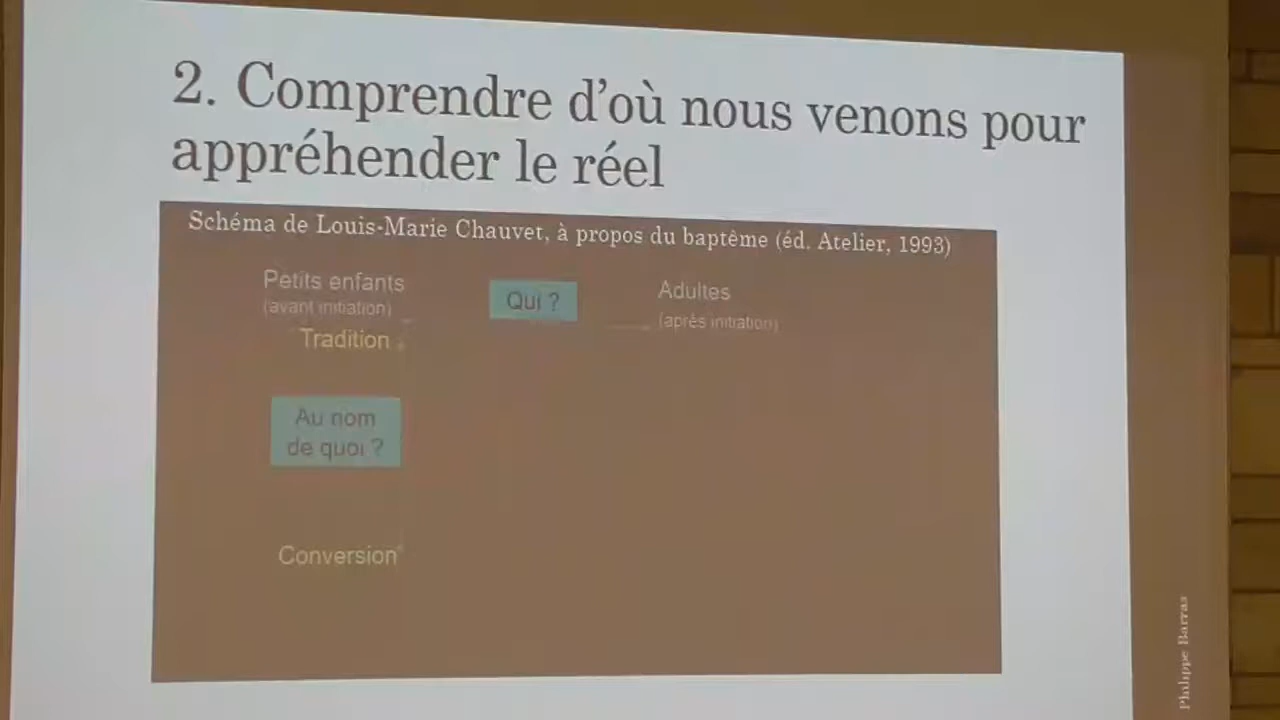 2. Comprendre d'où nous venons pour
appréhender le réel
Schéma de Louis-Marie Chauvet, à propos du baptême (éd. Atelier, 1993)
Petits enfants
(avant initiation)
Qui ?
Adultes
(après initiation)
Tradition
Au nom
de quoi ?
Conversion
Philippe Barras